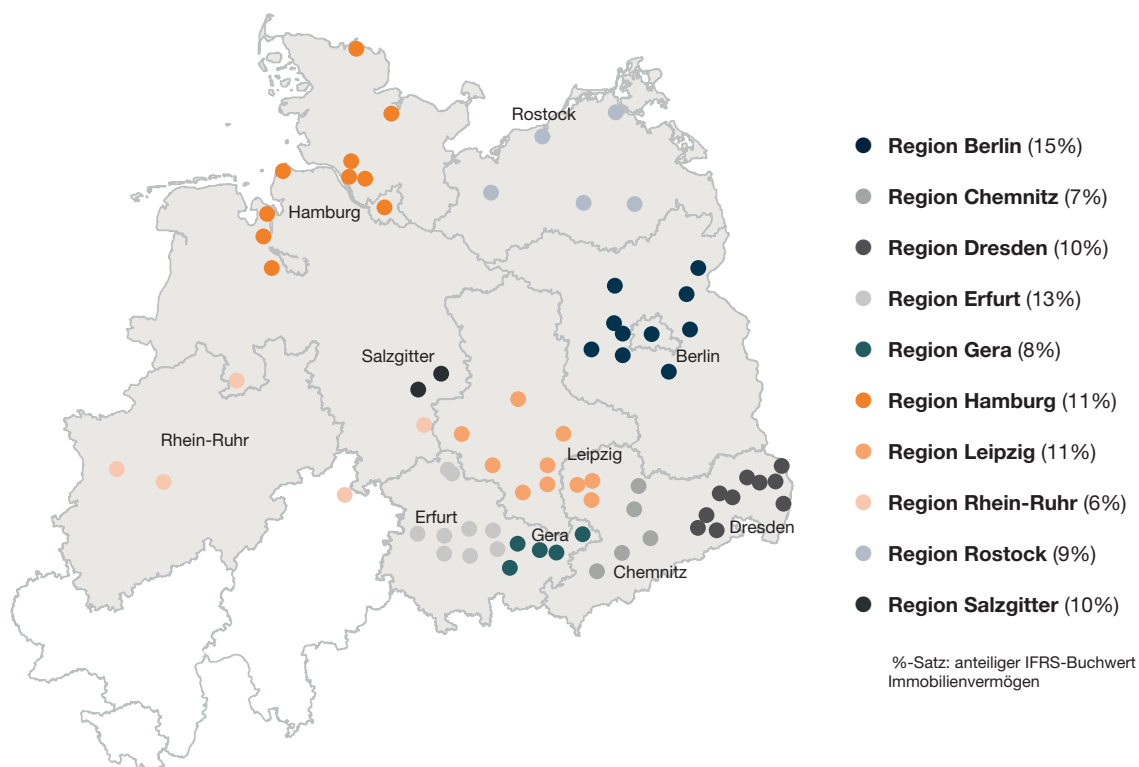 Rostock
Hamburg
Salzgitter
Berlin
Rhein-Ruhr
Leipzig
Erfurt
Gera
Dresden
Chemnitz
Region Berlin (15%)
Region Chemnitz (7%)
Region Dresden (10%)
Region Erfurt (13%)
Region Gera (8%)
Region Hamburg (11%)
Region Leipzig (11%)
Region Rhein-Ruhr (6%)
Region Rostock (9%)
Region Salzgitter (10%)
%-Satz: anteiliger IFRS-Buchwert
Immobilienvermögen